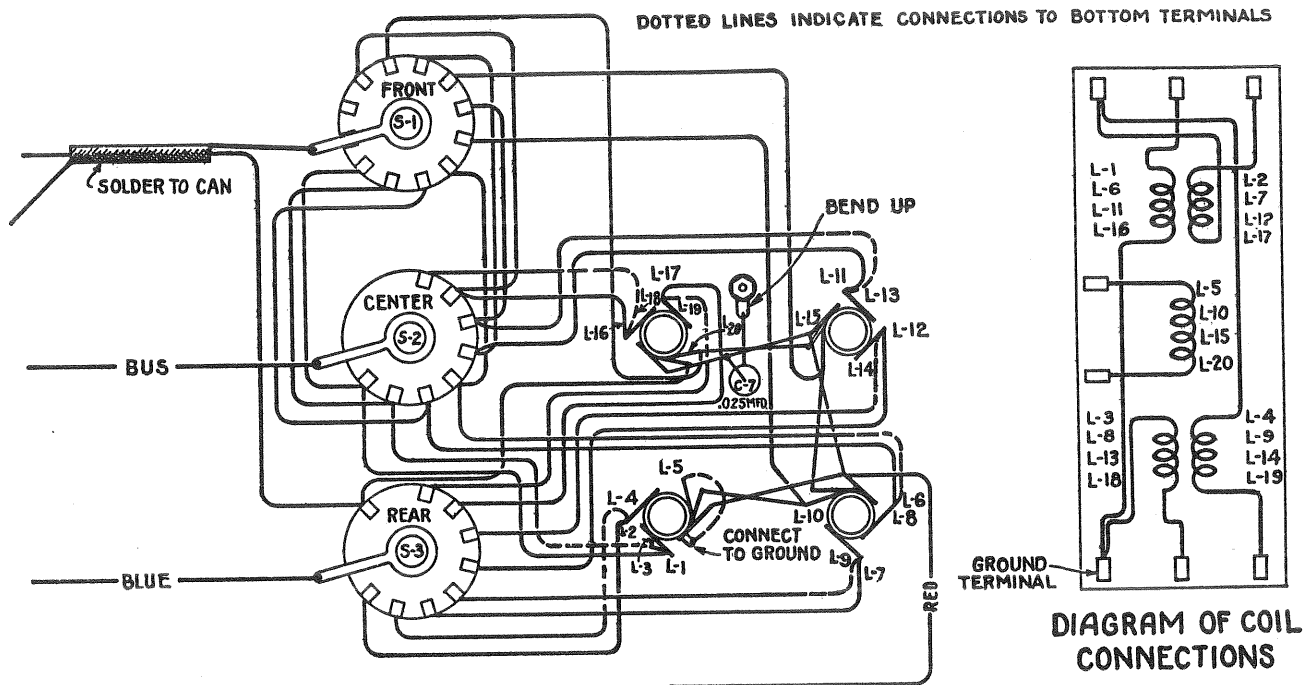 DOTTED LINES INDICATE CONNECTIONS TO BOTTOM TERMINALS
FRONT
S-1
SOLDER TO CAN
BEND UP
CENTER
S-2
BUS
L-17
L-18
L-19
L-16
L-20
C-7
.025MFD.
L-11
L-13
L-15
L-12
L-14
REAR
S-3
BLUE
L-5
L-4
L-2
L-3
L-1
CONNECT
TO GROUND
L-10
L-6
L-8
L-9
L-7
RED
L-1
L-6
L-11
L-16
L-2
L-7
L-12
L-17
L-5
L-10
L-15
L-20
L-3
L-8
L-13
L-18
L-4
L-9
L-14
L-19
GROUND
TERMINAL
DIAGRAM OF COIL
CONNECTIONS